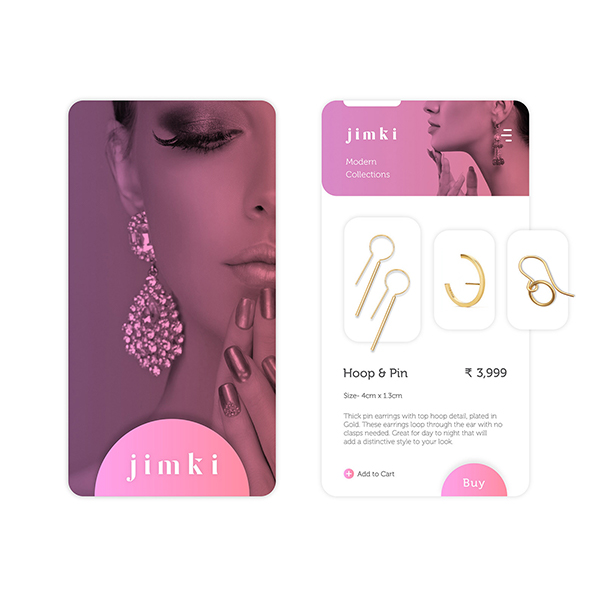 jimki
jimki
Modern
Collections
Hoop & Pin
₹ 3,999
Size- 4cm x 13cm
Thick pin earrings with top hoop detail, plated in
Gold. These earrings loop through the ear with no
clasps needed. Great for day to night that will
add a distinctive style to your look.
Add to Cart
Buy